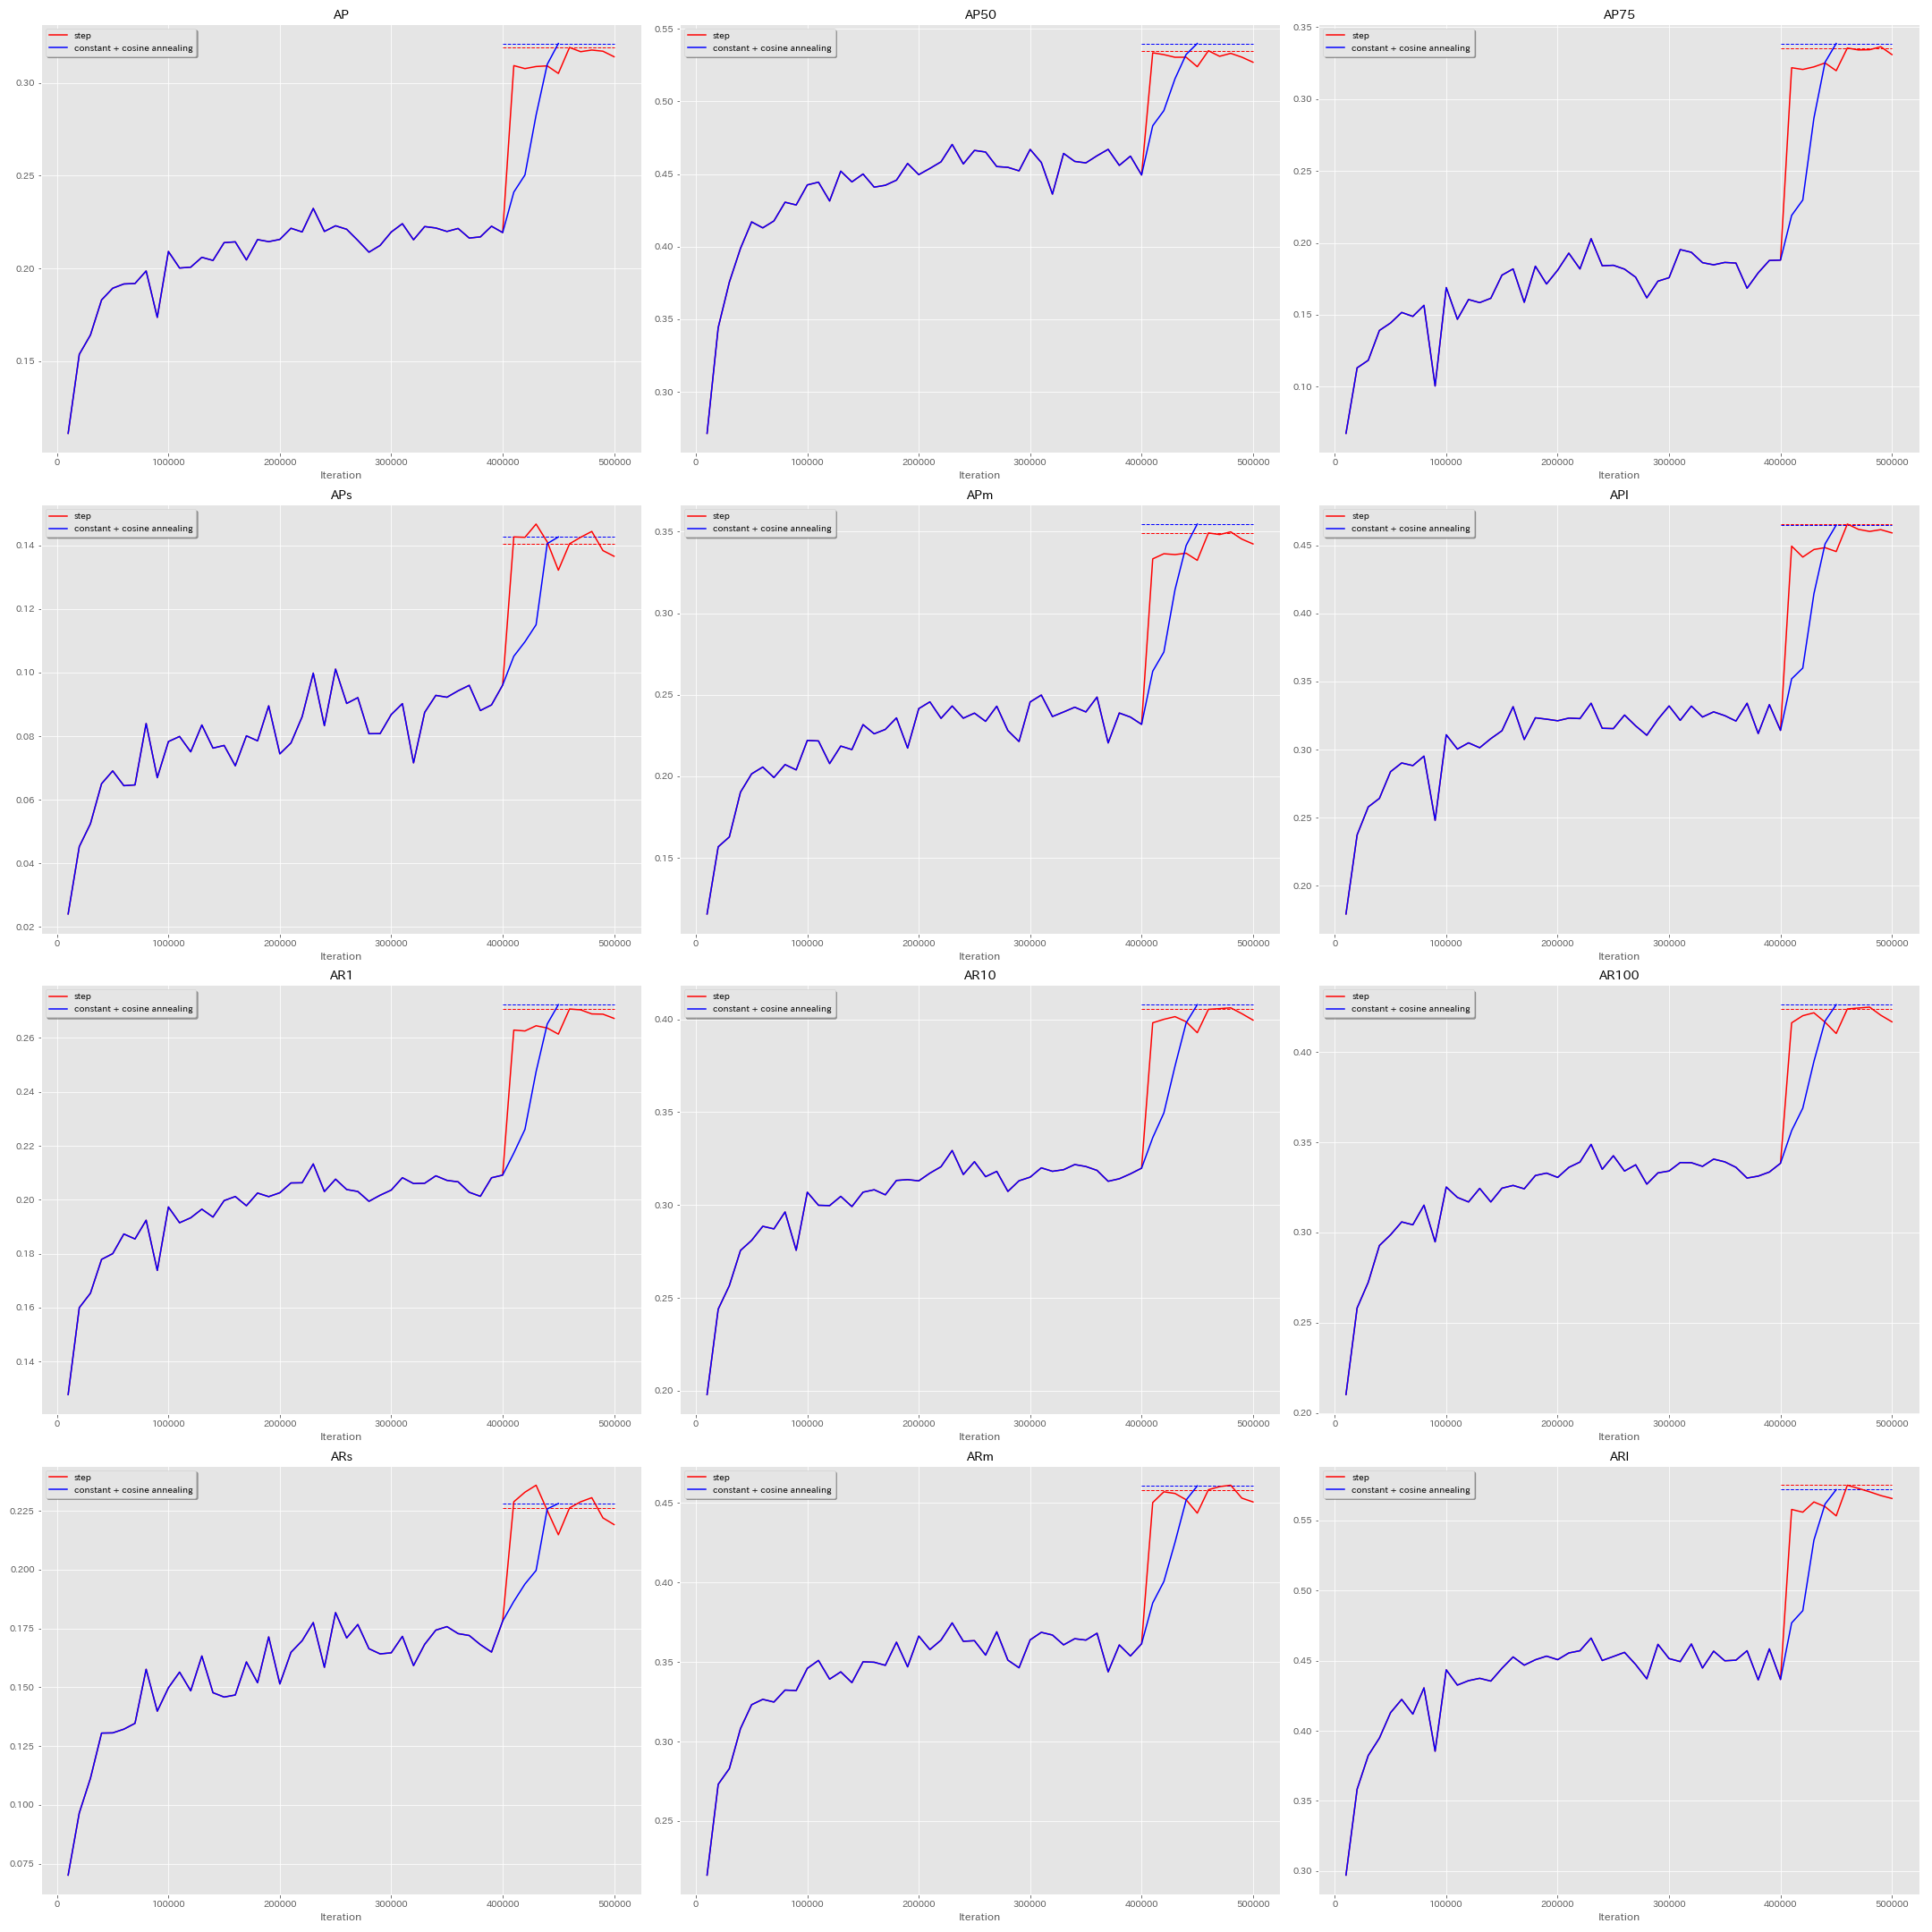 AP
step
constant + cosine annealing
0.30
0.25
0.20
0.15
0
100000
200000
300000
400000
500000
Iteration
AP50
step
constant + cosine annealing
0.55
0.50
0.45
0.40
0.35
0.30
0
100000
200000
300000
400000
500000
Iteration
AP75
step
constant + cosine annealing
0.35
0.30
0.25
0.20
0.15
0.10
0
100000
200000
300000
400000
500000
Iteration
APs
step
constant + cosine annealing
0.14
0.12
0.10
0.08
0.06
0.04
0.02
0
100000
200000
300000
400000
500000
Iteration
APm
step
constant + cosine annealing
0.35
0.30
0.25
0.20
0.15
0
100000
200000
300000
400000
500000
Iteration
APl
step
constant + cosine annealing
0.45
0.40
0.35
0.30
0.25
0.20
0
100000
200000
300000
400000
500000
Iteration
AR1
step
constant + cosine annealing
0.26
0.24
0.22
0.20
0.18
0.16
0.14
0
100000
200000
300000
400000
500000
Iteration
AR10
step
constant + cosine annealing
0.40
0.35
0.30
0.25
0.20
0
100000
200000
300000
400000
500000
Iteration
AR100
step
constant + cosine annealing
0.40
0.35
0.30
0.25
0.20
0
100000
200000
300000
400000
500000
Iteration
ARs
step
constant + cosine annealing
0.225
0.200
0.175
0.150
0.125
0.100
0.075
0
100000
200000
300000
400000
500000
Iteration
ARm
step
constant + cosine annealing
0.45
0.40
0.35
0.30
0.25
0
100000
200000
300000
400000
500000
Iteration
ARl
step
constant + cosine annealing
0.55
0.50
0.45
0.40
0.35
0.30
0
100000
200000
300000
400000
500000
Iteration